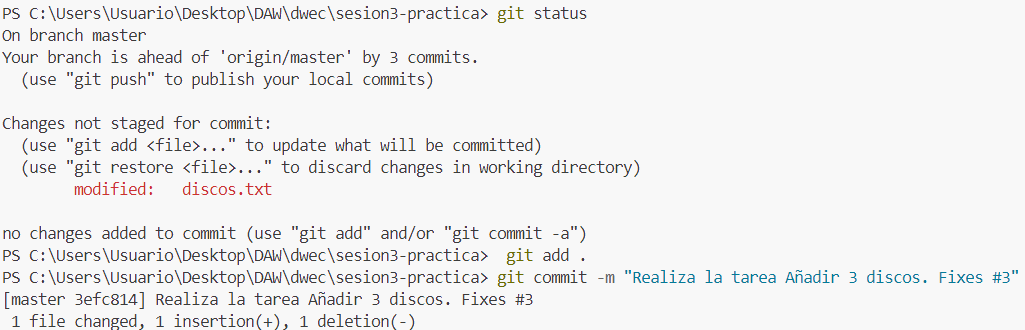 PS C:\Users\Usuario\Desktop\DAW\dwec\sesion3-practica> git status
On branch master
Your branch is ahead of 'origin/master' by 3 commits.
  (use "git push" to publish your local commits)

Changes not staged for commit:
  (use "git add <file>..." to update what will be committed)
  (use "git restore <file>..." to discard changes in working directory)
        modified:   discos.txt

no changes added to commit (use "git add" and/or "git commit -a")
PS C:\Users\Usuario\Desktop\DAW\dwec\sesion3-practica>  git add .
PS C:\Users\Usuario\Desktop\DAW\dwec\sesion3-practica> git commit -m "Realiza la tarea Añadir 3 discos. Fixes #3"
[master 3efc814] Realiza la tarea Añadir 3 discos. Fixes #3
 1 file changed, 1 insertion(+), 1 deletion(-)